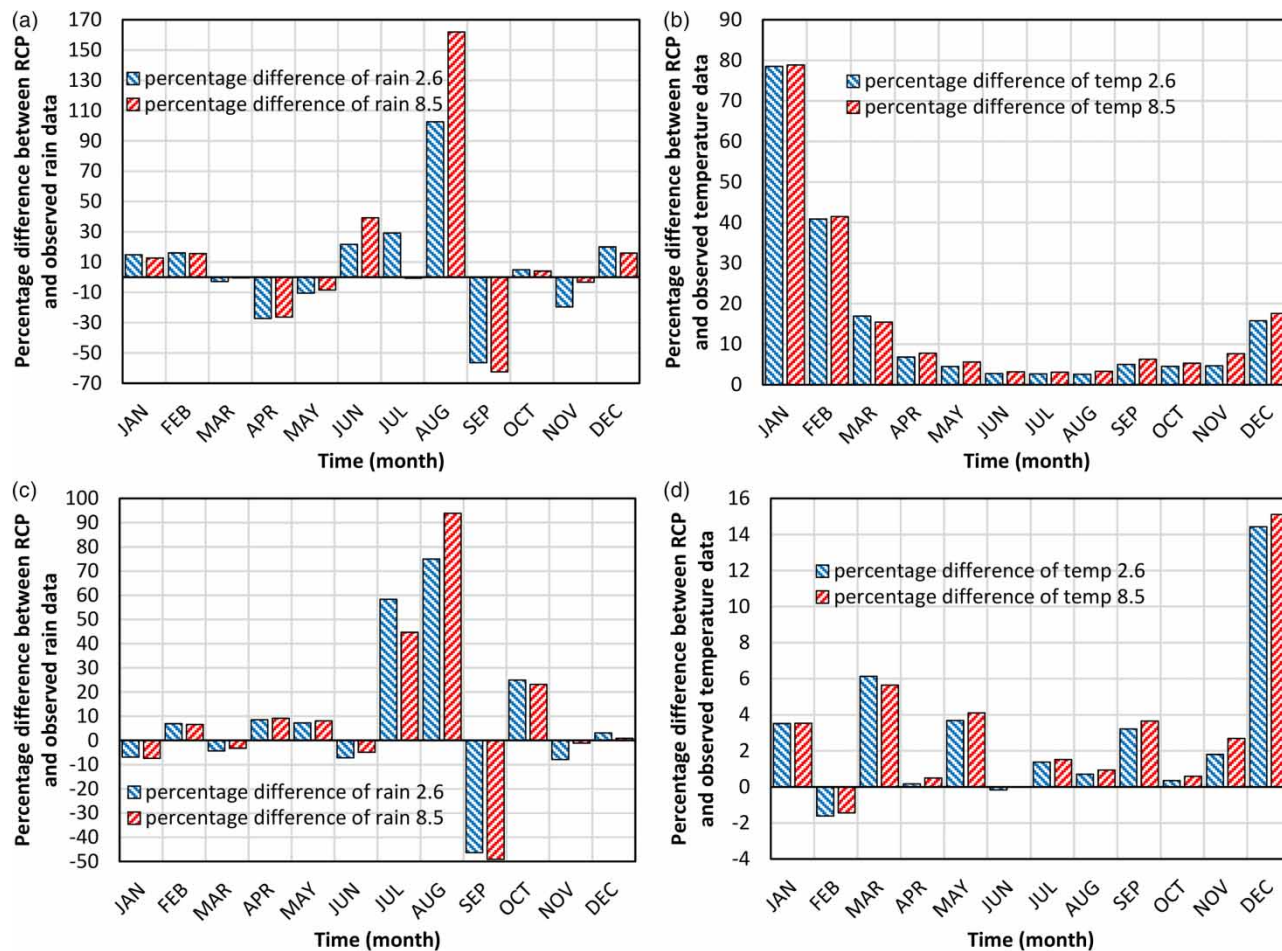 (a)
Percentage difference between RCP
and observed rain data
170
150
130
110
90
70
50
30
10
-10
-30
-50
-70
percentage difference of rain 2.6
percentage difference of rain 8.5
JAN FEB MAR APR MAY JUN JUL AUG SEP OCT NOV DEC
Time (month)
(b)
Percentage difference between RCP
and observed temperature data
90
80
70
60
50
40
30
20
10
0
percentage difference of temp 2.6
percentage difference of temp 8.5
JAN FEB MAR APR MAY JUN JUL AUG SEP OCT NOV DEC
Time (month)
(c)
Percentage difference between RCP
and observed rain data
100
90
80
70
60
50
40
30
20
10
0
-10
-20
-30
-40
-50
percentage difference of rain 2.6
percentage difference of rain 8.5
JAN FEB MAR APR MAY JUN JUL AUG SEP OCT NOV DEC
Time (month)
(d)
Percentage difference between RCP
and observed temperature data
16
14
12
10
8
6
4
2
0
-2
-4
percentage difference of temp 2.6
percentage difference of temp 8.5
JAN FEB MAR APR MAY JUN JUL AUG SEP OCT NOV DEC
Time (month)